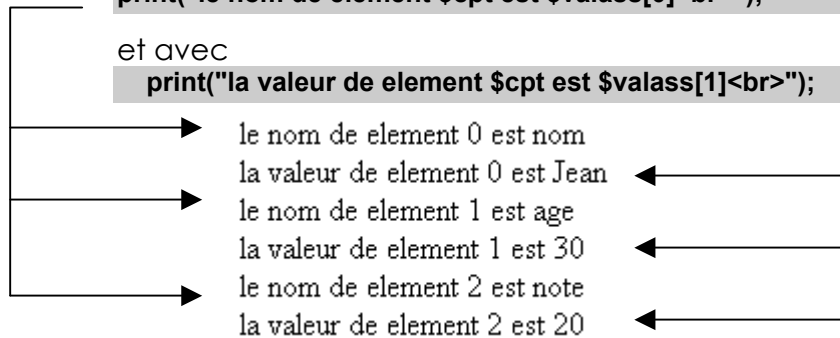 et avec
print("la valeur de element $cpt est $valass[1]<br>");
le nom de element 0 est nom
la valeur de element 0 est Jean
le nom de element 1 est age
la valeur de element 1 est 30
le nom de element 2 est note
la valeur de element 2 est 20